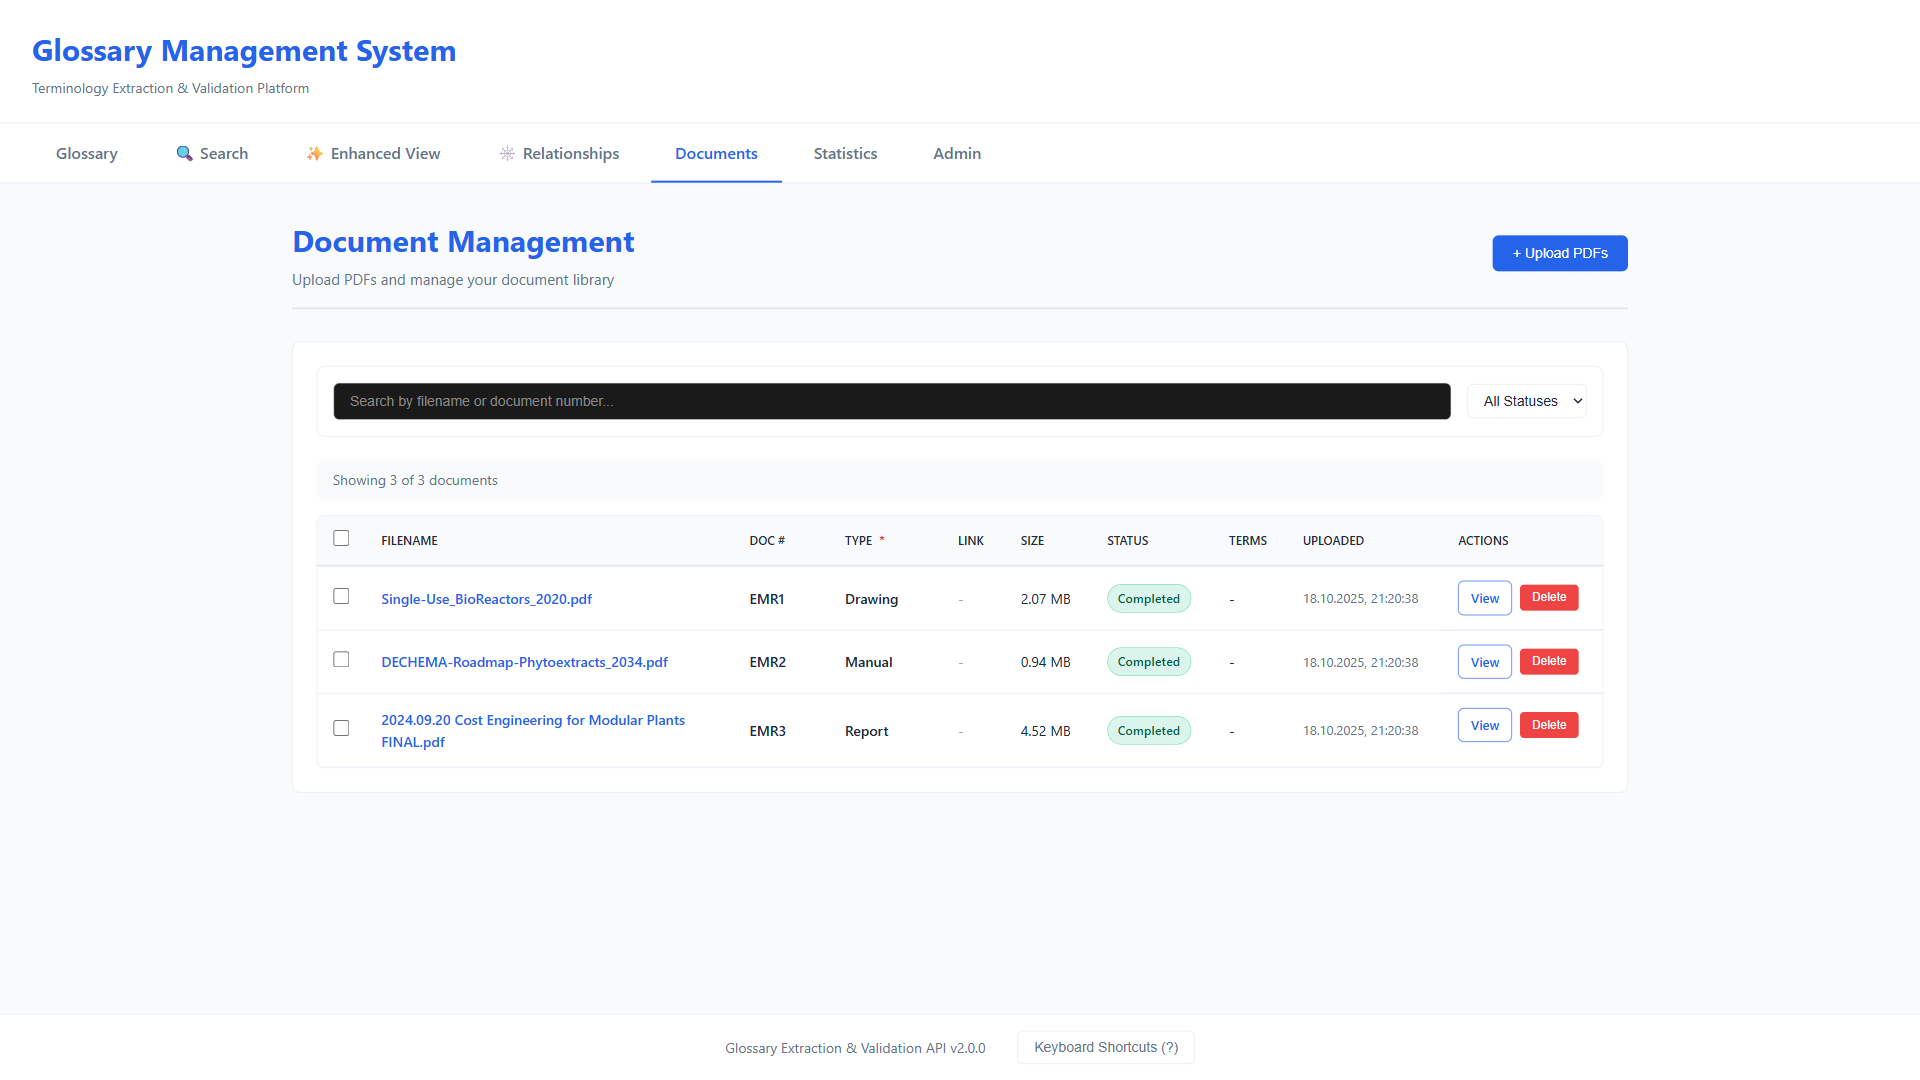 Glossary Management System
Terminology Extraction & Validation Platform
Glossary
🔍 Search
✨ Enhanced View
🕸️ Relationships
Documents
Statistics
Admin
Document Management
Upload PDFs and manage your document library
+ Upload PDFs
Search by filename or document number...
All Statuses
Showing 3 of 3 documents
FILENAME DOC # TYPE * LINK SIZE STATUS TERMS UPLOADED ACTIONS
Single-Use_BioReactors_2020.pdf EMR1 Drawing - 2.07 MB Completed - 18.10.2025, 21:20:38 View Delete
DECHEMA-Roadmap-Phytoextracts_2034.pdf EMR2 Manual - 0.94 MB Completed - 18.10.2025, 21:20:38 View Delete
2024.09.20 Cost Engineering for Modular Plants
FINAL.pdf EMR3 Report - 4.52 MB Completed - 18.10.2025, 21:20:38 View Delete
Glossary Extraction & Validation API v2.0.0
Keyboard Shortcuts (?)